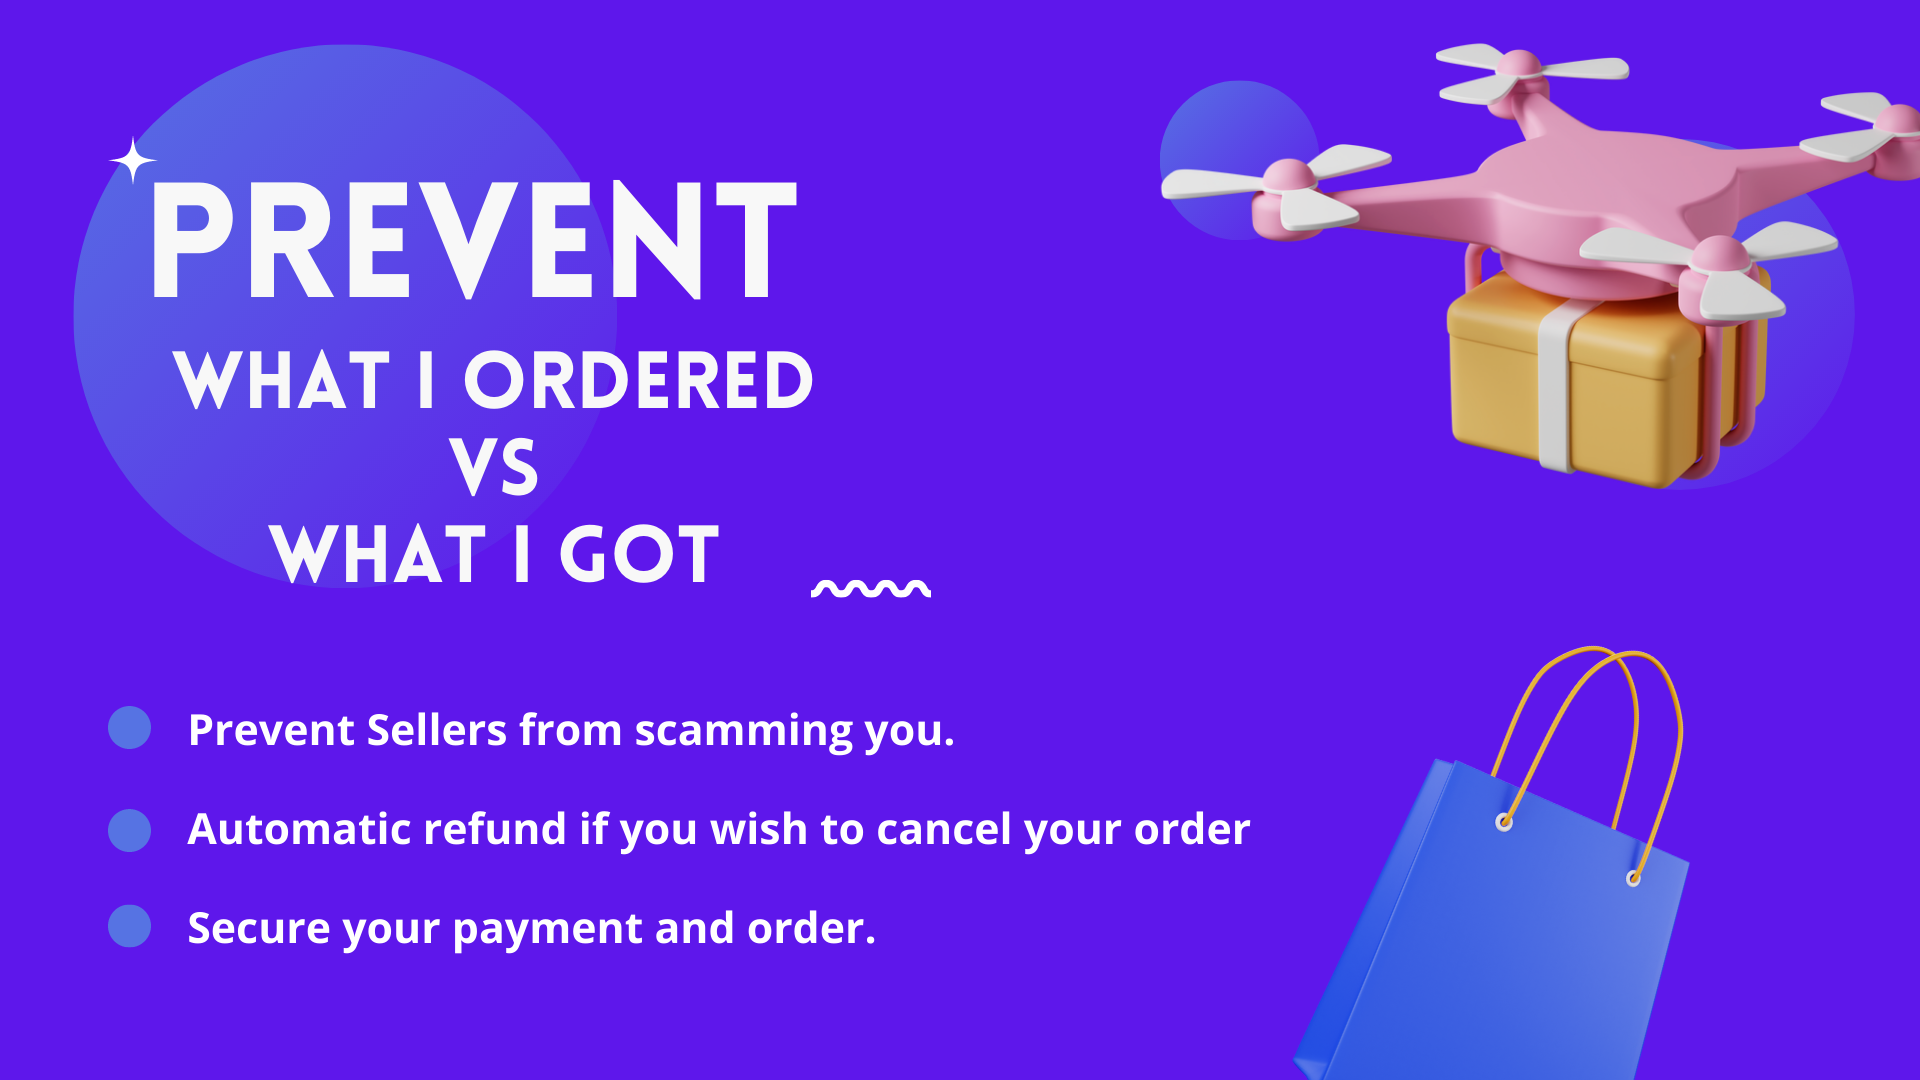 PREVENT
WHAT I ORDERED
VS
WHAT I GOT
Prevent Sellers from scamming you.
Automatic refund if you wish to cancel your order
Secure your payment and order.